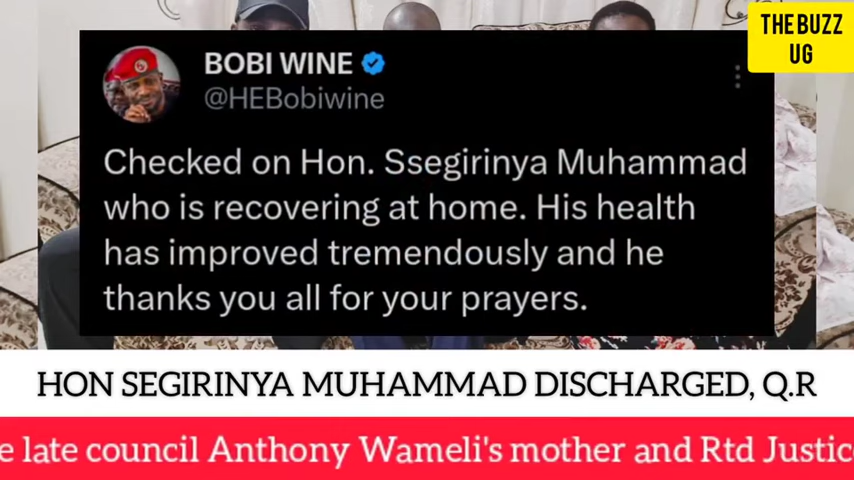 THE BUZZ
UG
BOBI WINE
@HEBobiwine
Checked on Hon. Ssegirinya Muhammad
who is recovering at home. His health
has improved tremendously and he
thanks you all for your prayers.
HON SEGIRINYA MUHAMMAD DISCHARGED, Q.R
e late council Anthony Wameli's mother and Rtd Justice